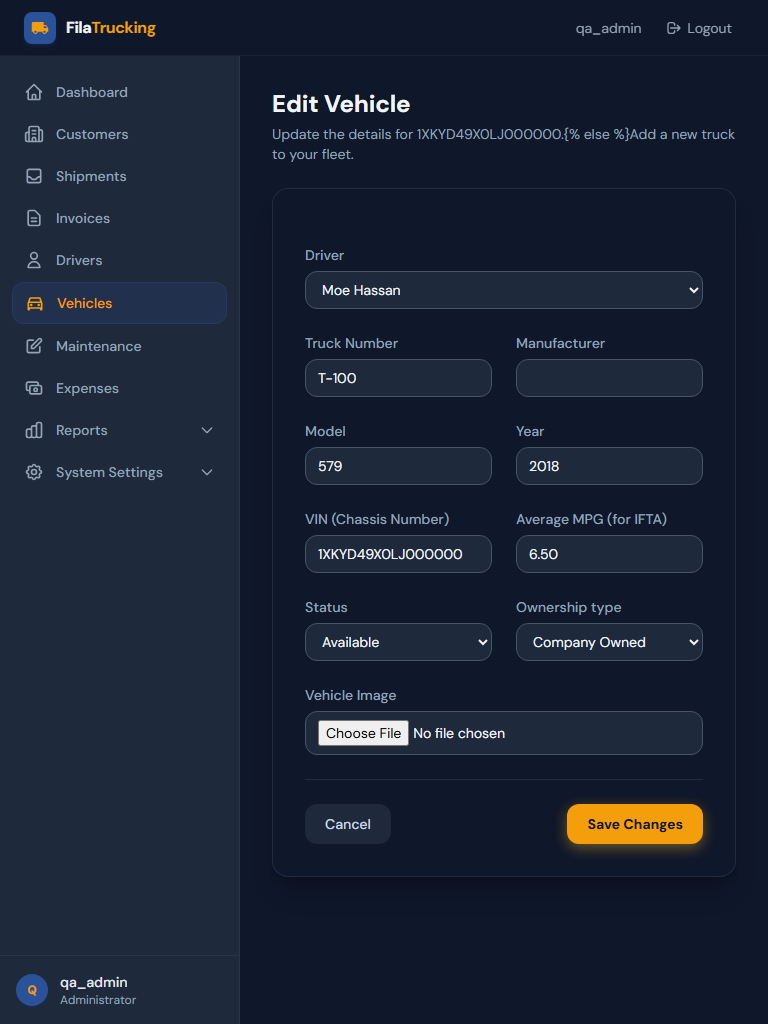 FilaTrucking
qa_admin
Logout
Dashboard
Customers
Shipments
Invoices
Drivers
Vehicles
Maintenance
Expenses
Reports
System Settings
Q
qa_admin
Administrator
Edit Vehicle
Update the details for 1XKYD49X0LJ000000.{% else %}Add a new truck
to your fleet.
Driver
Moe Hassan
Truck Number
Manufacturer
T-100
Model
Year
579
2018
VIN (Chassis Number)
Average MPG (for IFTA)
1XKYD49X0LJ000000
6.50
Status
Ownership type
Available
Company Owned
Vehicle Image
Choose File No file chosen
Cancel
Save Changes